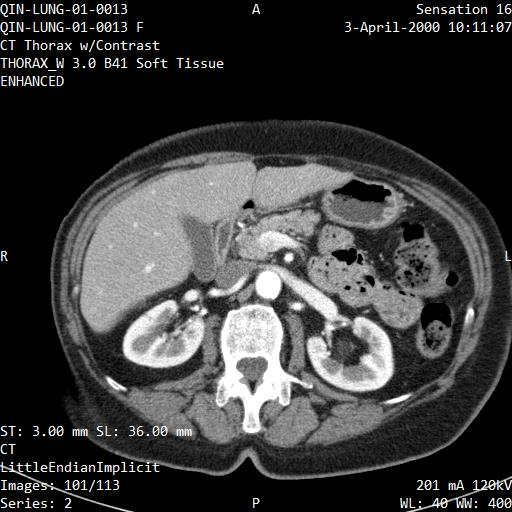 QIN-LUNG-01-0013
A
Sensation 16
QIN-LUNG-01-0013 F
3-April-2000 10:11:07
CT Thorax w/Contrast
THORAX_W 3.0 B41 Soft Tissue
ENHANCED
R
L
ST: 3.00 mm SL: 36.00 mm
CT
LittleEndianImplicit
Images: 101/113
201 mA 120kV
Series: 2
P
WL: 40 WW: 400